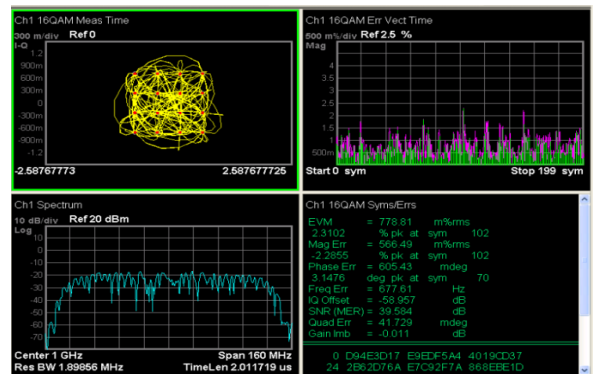 Ch1 16QAM Meas Time
300 m/div Ref 0
I-Q
1.2
900m
600m
300m
0
-300m
-600m
-900m
-1.2
-2.58767773 2.5876777725
Ch1 16QAM Err Vect Time
500 m%/div Ref 2.5 %
Mag
4
3.5
3
2.5
2
1.5
1
500m
Start 0 sym Stop 199 sym
Ch1 Spectrum
10 dB/div Ref 20 dBm
Log
10
0
-10
-20
-30
-40
-50
-60
-70
Center 1 GHz Span 160 MHz
Res BW 1.89856 MHz TimeLen 2.011719 us
Ch1 16QAM Syms/Errs
EVM = 778.81 m%rms
2.3102 % pk at sym 102
Mag Err = 566.49 m%rms
-2.2855 % pk at sym 102
Phase Err = 605.43 mdeg
3.1476 deg pk at sym 70
Freq Err = 677.61 Hz
IQ Offset = -58.957 dB
SNR (MER) = 39.584 dB
Quad Err = 41.729 mdeg
Gain Imb = -0.011 dB
0 D94E3D17 E9EDF5A4 4019CD37
24 2B62D76A E7C92F7A 868EBE1D